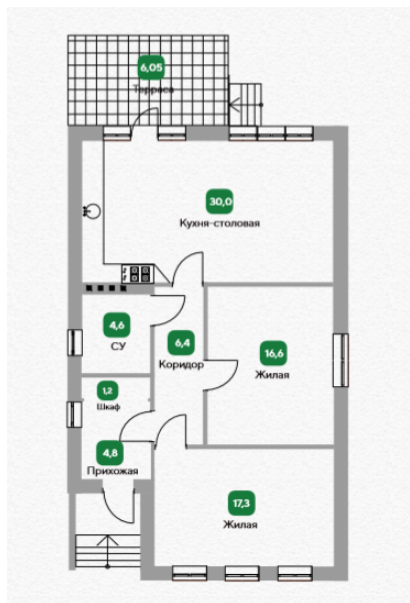 6,05
Терраса
30,0
Кухня-столовая
4,6
СУ
6,4
Коридор
16,6
Жилая
1,2
Шкаф
4,8
Прихожая
17,3
Жилая